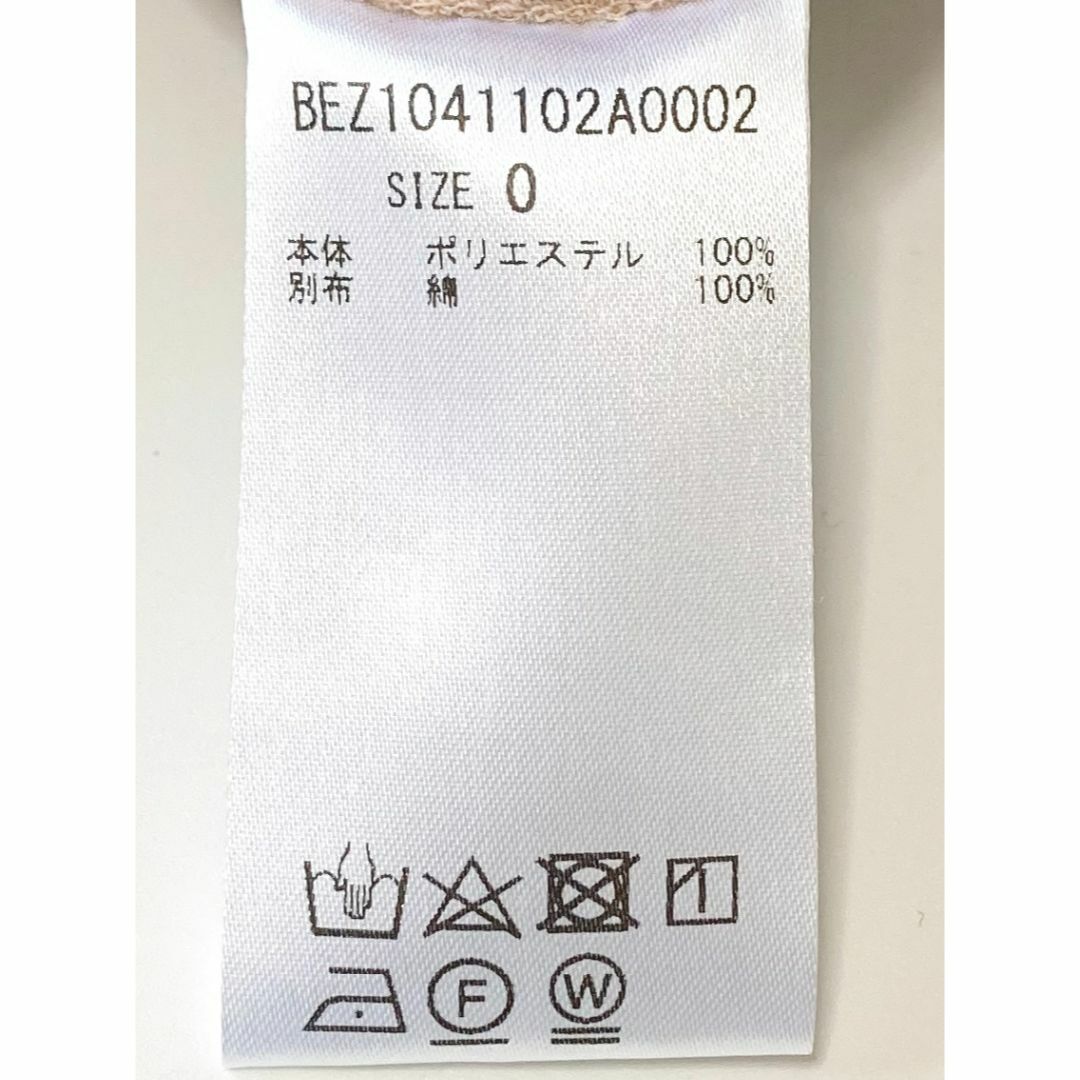 BEZ1041102A0002
SIZE 0
本体 ポリエステル 100%
別布 綿 100%
F W